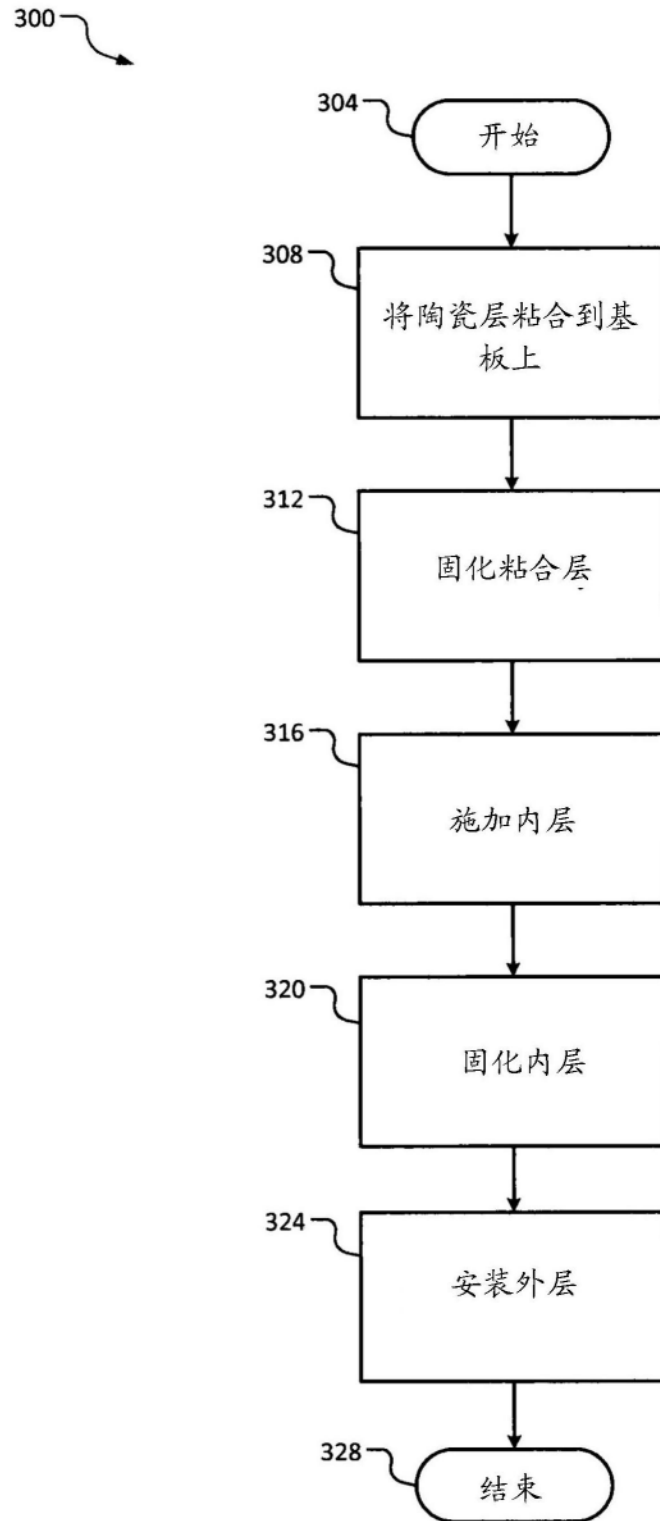 300
304
开始
308
将陶瓷层粘合到基
板上
312
固化粘合层
316
施加内层
320
固化内层
324
安装外层
328
结束